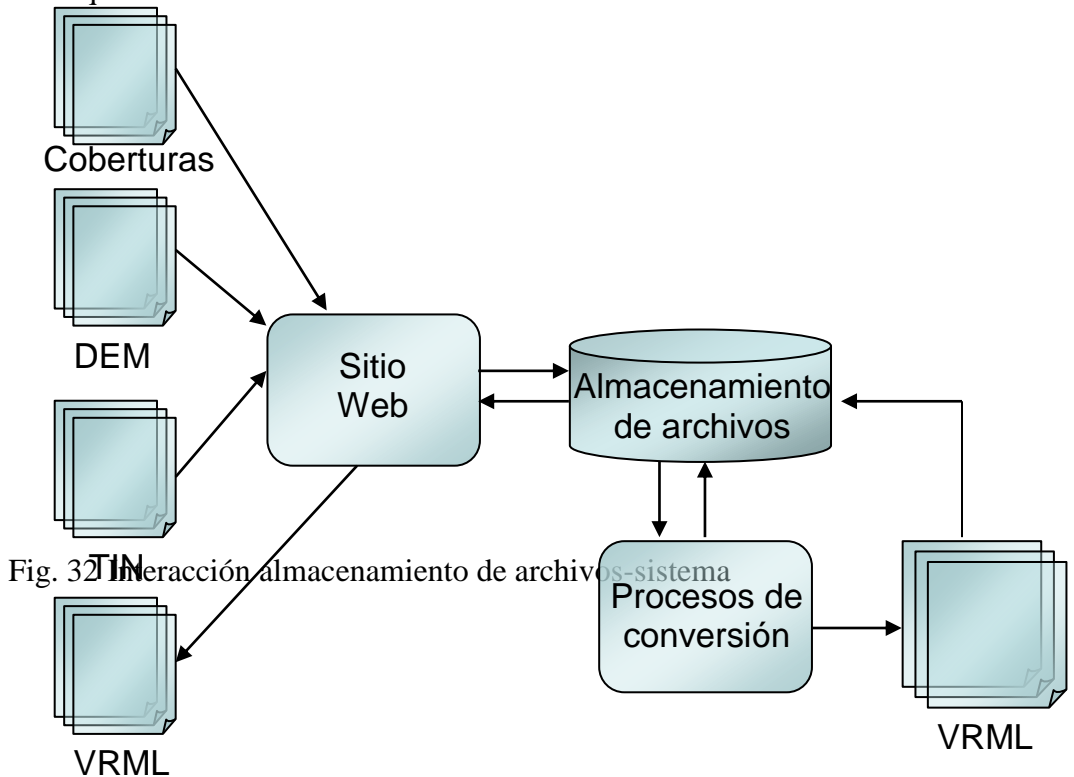 Coberturas
DEM
Sitio
Web
Almacenamiento
de archivos
TIN
Fig. 32 Interacción almacenamiento de archivos-sistema
Procesos de
conversión
VRML
VRML